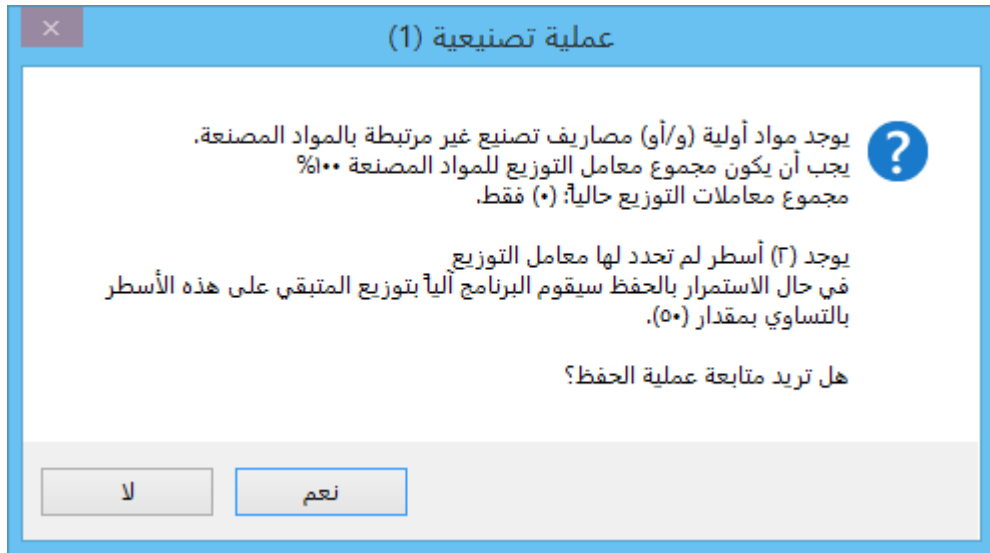 عملية تصنيعية (1)
يوجد مواد أولية (و/أو) مصاريف تصنيع غير مرتبطة بالمواد المصنعة.
يجب أن يكون مجموع معامل التوزيع للمواد المصنعة ١٠٠%
مجموع معاملات التوزيع حالياً: (٠) فقط.
يوجد (٢) أسطر لم تحدد لها معامل التوزيع
في حال الاستمرار بالحفظ سيقوم البرنامج آلياً بتوزيع المتبقي على هذه الأسطر
بالتساوي بمقدار (٥٠).
هل تريد متابعة عملية الحفظ؟
نعم
لا